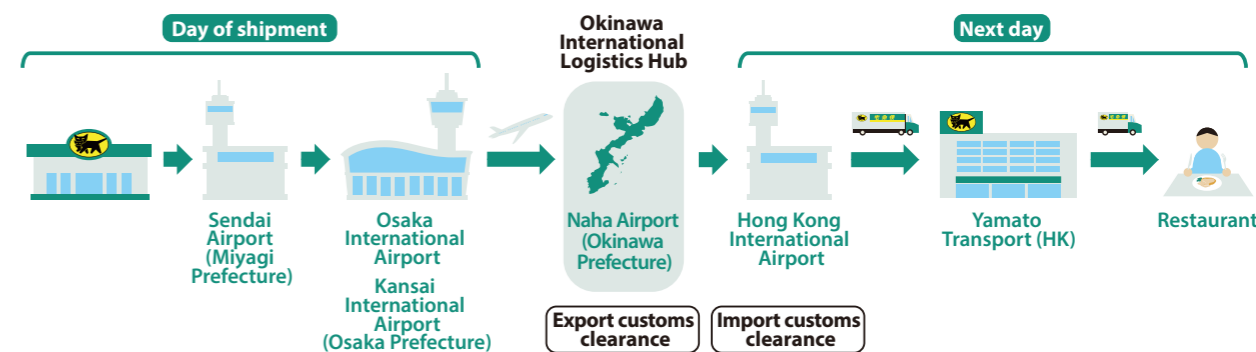 Day of shipment
Okinawa
International
Logistics Hub
Next day
Sendai
Airport
(Miyagi
Prefecture)
Osaka
International
Airport
Kansai
International
Airport
(Osaka Prefecture)
Naha Airport
(Okinawa
Prefecture)
Hong Kong
International
Airport
Yamato
Transport (HK)
Restaurant
Export customs
clearance
Import customs
clearance